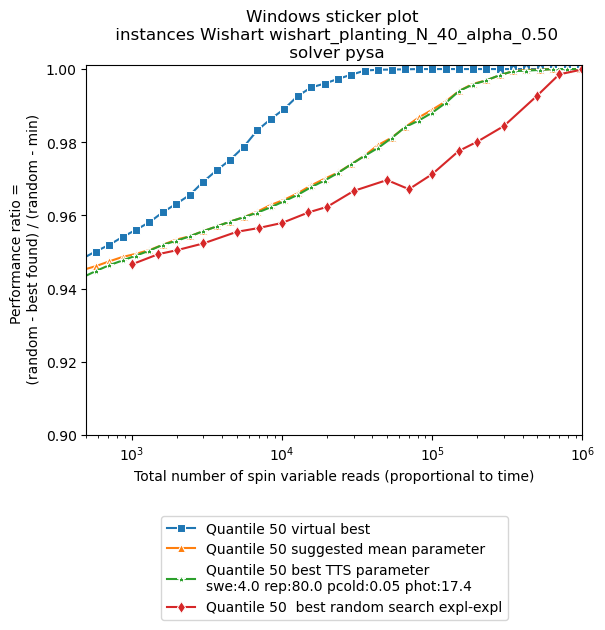 Windows sticker plot
instances Wishart wishart_planting_N_40_alpha_0.50
solver pysa
Performance ratio =
(random - best found) / (random - min)
1.00
0.98
0.96
0.94
0.92
0.90
10³
10⁴
10⁵
10⁶
Total number of spin variable reads (proportional to time)
Quantile 50 virtual best
Quantile 50 suggested mean parameter
Quantile 50 best TTS parameter
swe:4.0 rep:80.0 pcold:0.05 phot:17.4
Quantile 50  best random search expl-expl